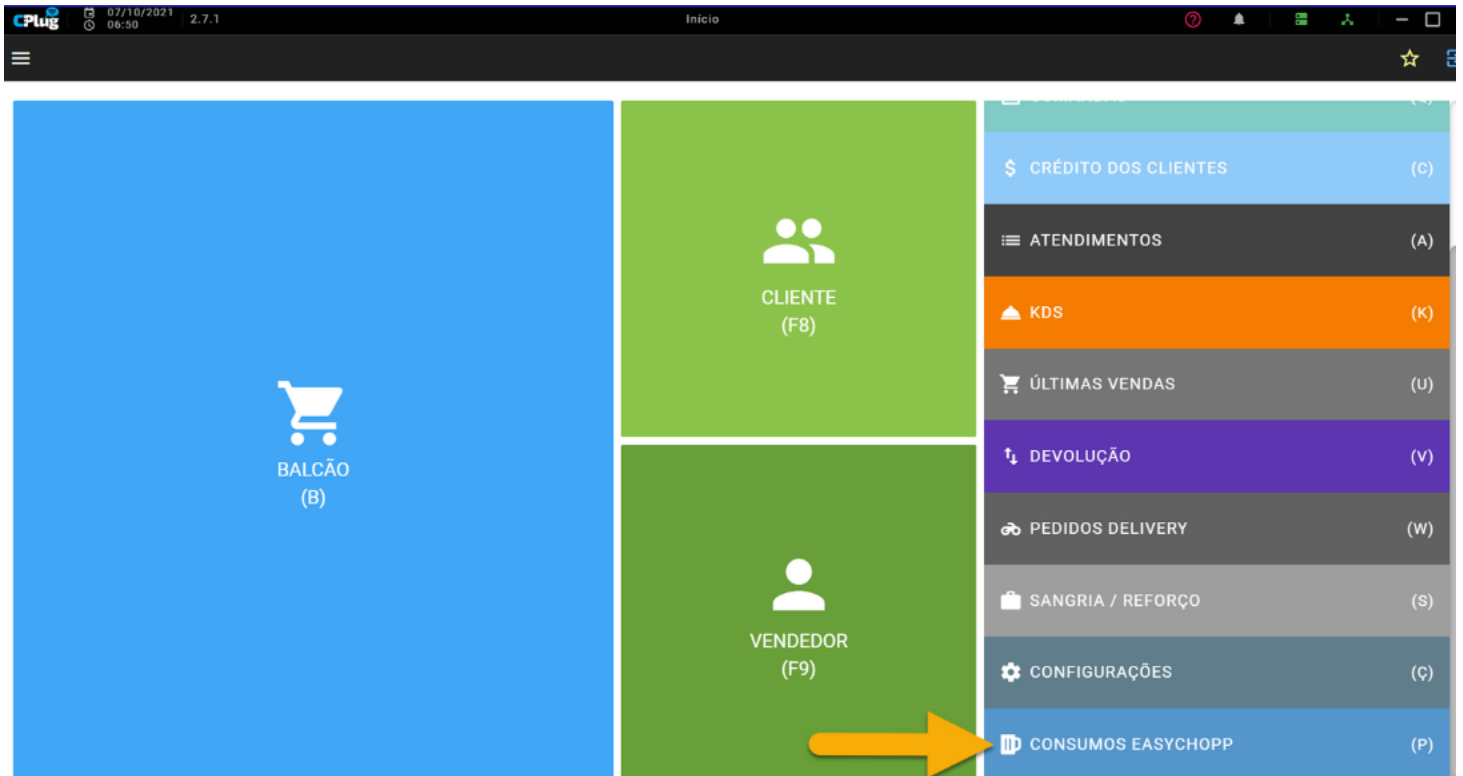 CPlug
07/10/2021
06:50
2.7.1
Início
BALCÃO
(B)
CLIENTE
(F8)
VENDEDOR
(F9)
CRÉDITO DOS CLIENTES (C)
ATENDIMENTOS (A)
KDS (K)
ÚLTIMAS VENDAS (U)
DEVOLUÇÃO (V)
PEDIDOS DELIVERY (W)
SANGRIA / REFORÇO (S)
CONFIGURAÇÕES (Ç)
CONSUMOS EASYCHOPP (P)